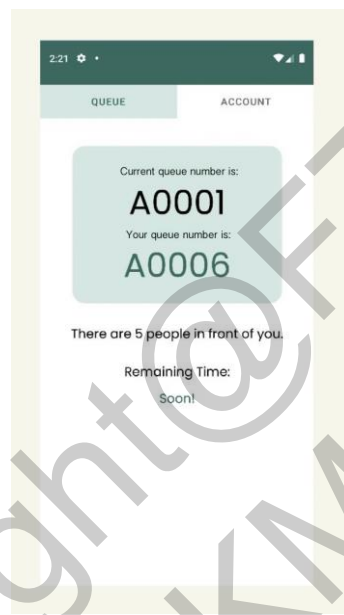 2:21
QUEUE ACCOUNT
Current queue number is:
A0001
Your queue number is:
A0006
There are 5 people in front of you.
Remaining Time:
Soon!